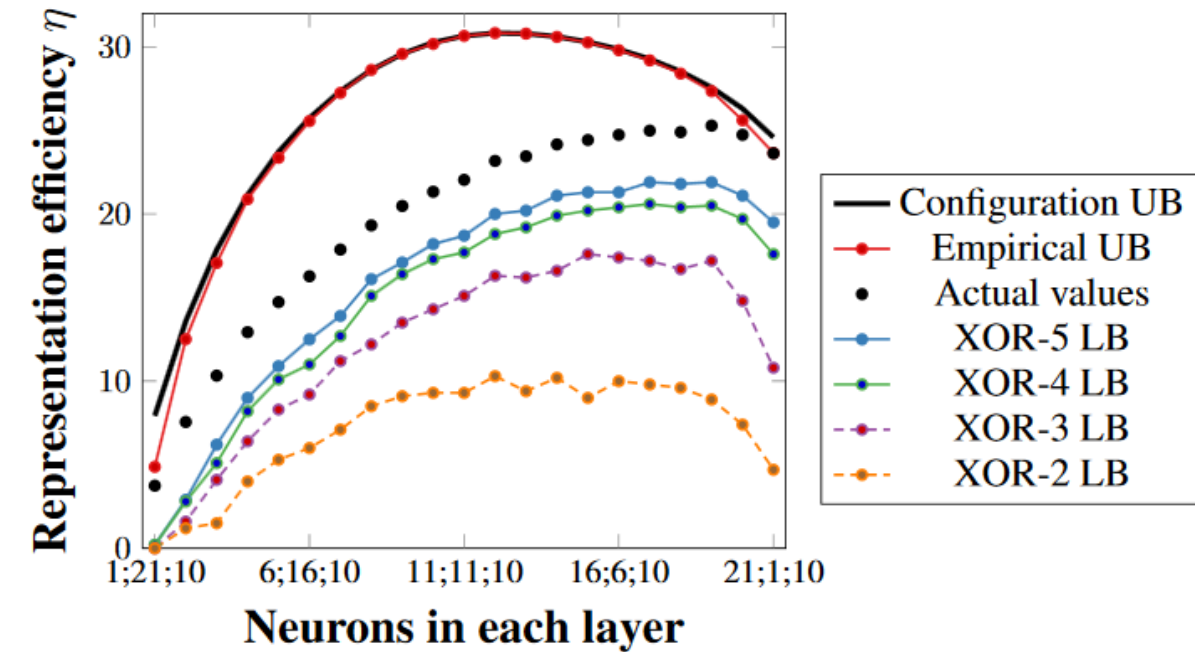 Representation efficiency η
30
20
10
0
1;21;10 6;16;10 11;11;10 16;6;10 21;1;10
Neurons in each layer
Configuration UB
Empirical UB
Actual values
XOR-5 LB
XOR-4 LB
XOR-3 LB
XOR-2 LB